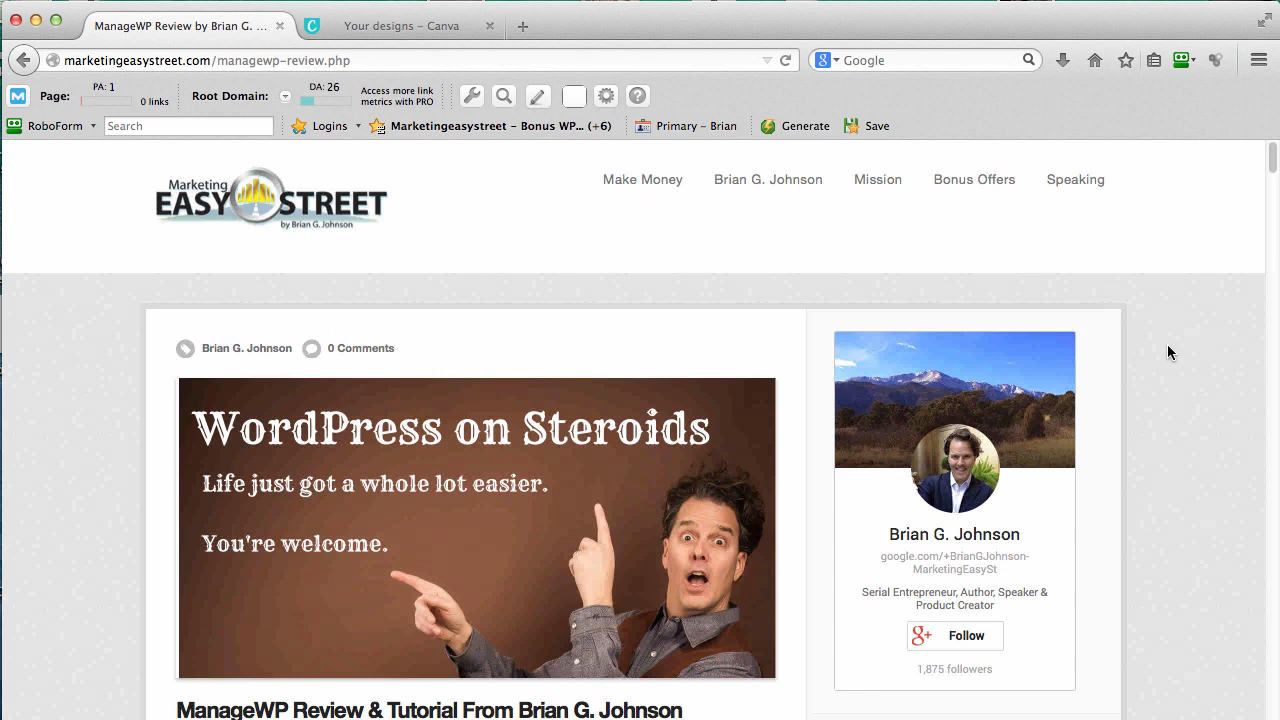 ManageWP Review by Brian G. ...
Your designs – Canva
marketingeasystreet.com/managewp-review.php
Google
Page:
PA: 1
0 links
Root Domain:
DA: 26
Access more link
metrics with PRO
RoboForm
Search
Logins
Marketingeasystreet – Bonus WP... (+6)
Primary – Brian
Generate
Save
Marketing
EASY STREET
by Brian G. Johnson
Make Money
Brian G. Johnson
Mission
Bonus Offers
Speaking
Brian G. Johnson
0 Comments
WordPress on Steroids
Life just got a whole lot easier.
You're welcome.
ManageWP Review & Tutorial From Brian G. Johnson
Brian G. Johnson
google.com/+BrianGJohnson-
MarketingEasySt
Serial Entrepreneur, Author, Speaker &
Product Creator
g+ Follow
1,875 followers